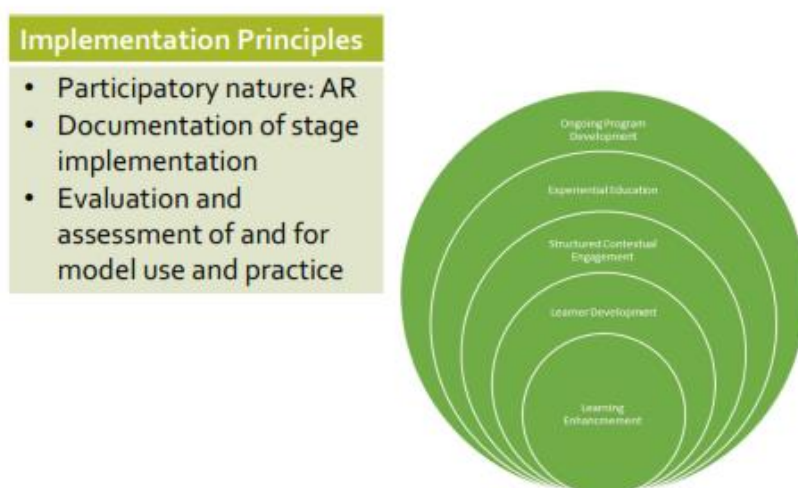 Implementation Principles
• Participatory nature: AR
• Documentation of stage
implementation
• Evaluation and
assessment of and for
model use and practice
Ongoing Program
Development
Experiential Education
Structured Contextual
Engagement
Learner Development
Learning
Enhancmement